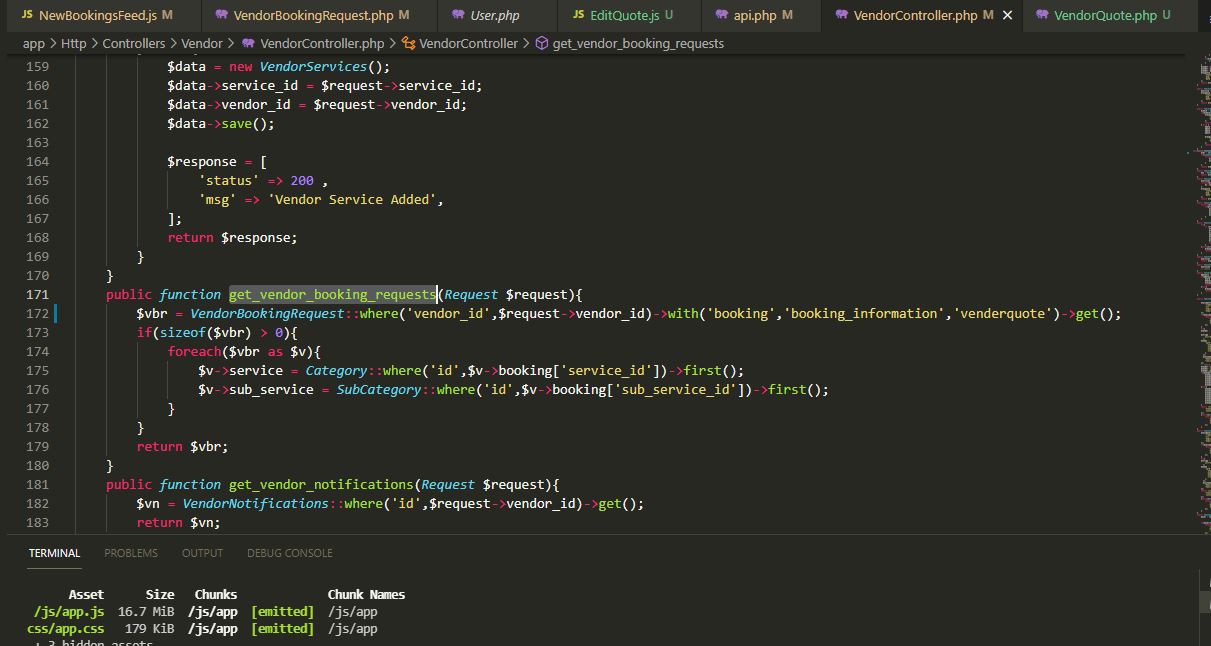 JS NewBookingsFeed.js M VendorBookingRequest.php M User.php JS EditQuote.js U api.php M VendorController.php M VendorQuote.php U
app > Http > Controllers > Vendor > VendorController.php > VendorController > get_vendor_booking_requests
159 $data = new VendorServices();
160 $data->service_id = $request->service_id;
161 $data->vendor_id = $request->vendor_id;
162 $data->save();
163
164 $response = [
165 'status' => 200 ,
166 'msg' => 'Vendor Service Added',
167 ];
168 return $response;
169 }
170 }
171 public function get_vendor_booking_requests(Request $request){
172 $vbr = VendorBookingRequest::where('vendor_id',$request->vendor_id)->with('booking','booking_information','venderquote')->get();
173 if(sizeof($vbr) > 0){
174 foreach($vbr as $v){
175 $v->service = Category::where('id',$v->booking['service_id'])->first();
176 $v->sub_service = SubCategory::where('id',$v->booking['sub_service_id'])->first();
177 }
178 }
179 return $vbr;
180 }
181 public function get_vendor_notifications(Request $request){
182 $vn = VendorNotifications::where('id',$request->vendor_id)->get();
183 return $vn;
TERMINAL PROBLEMS OUTPUT DEBUG CONSOLE
Asset Size Chunks Chunk Names
/js/app.js 16.7 MiB /js/app [emitted] /js/app
css/app.css 179 KiB /js/app [emitted] /js/app
+ 3 hidden assets